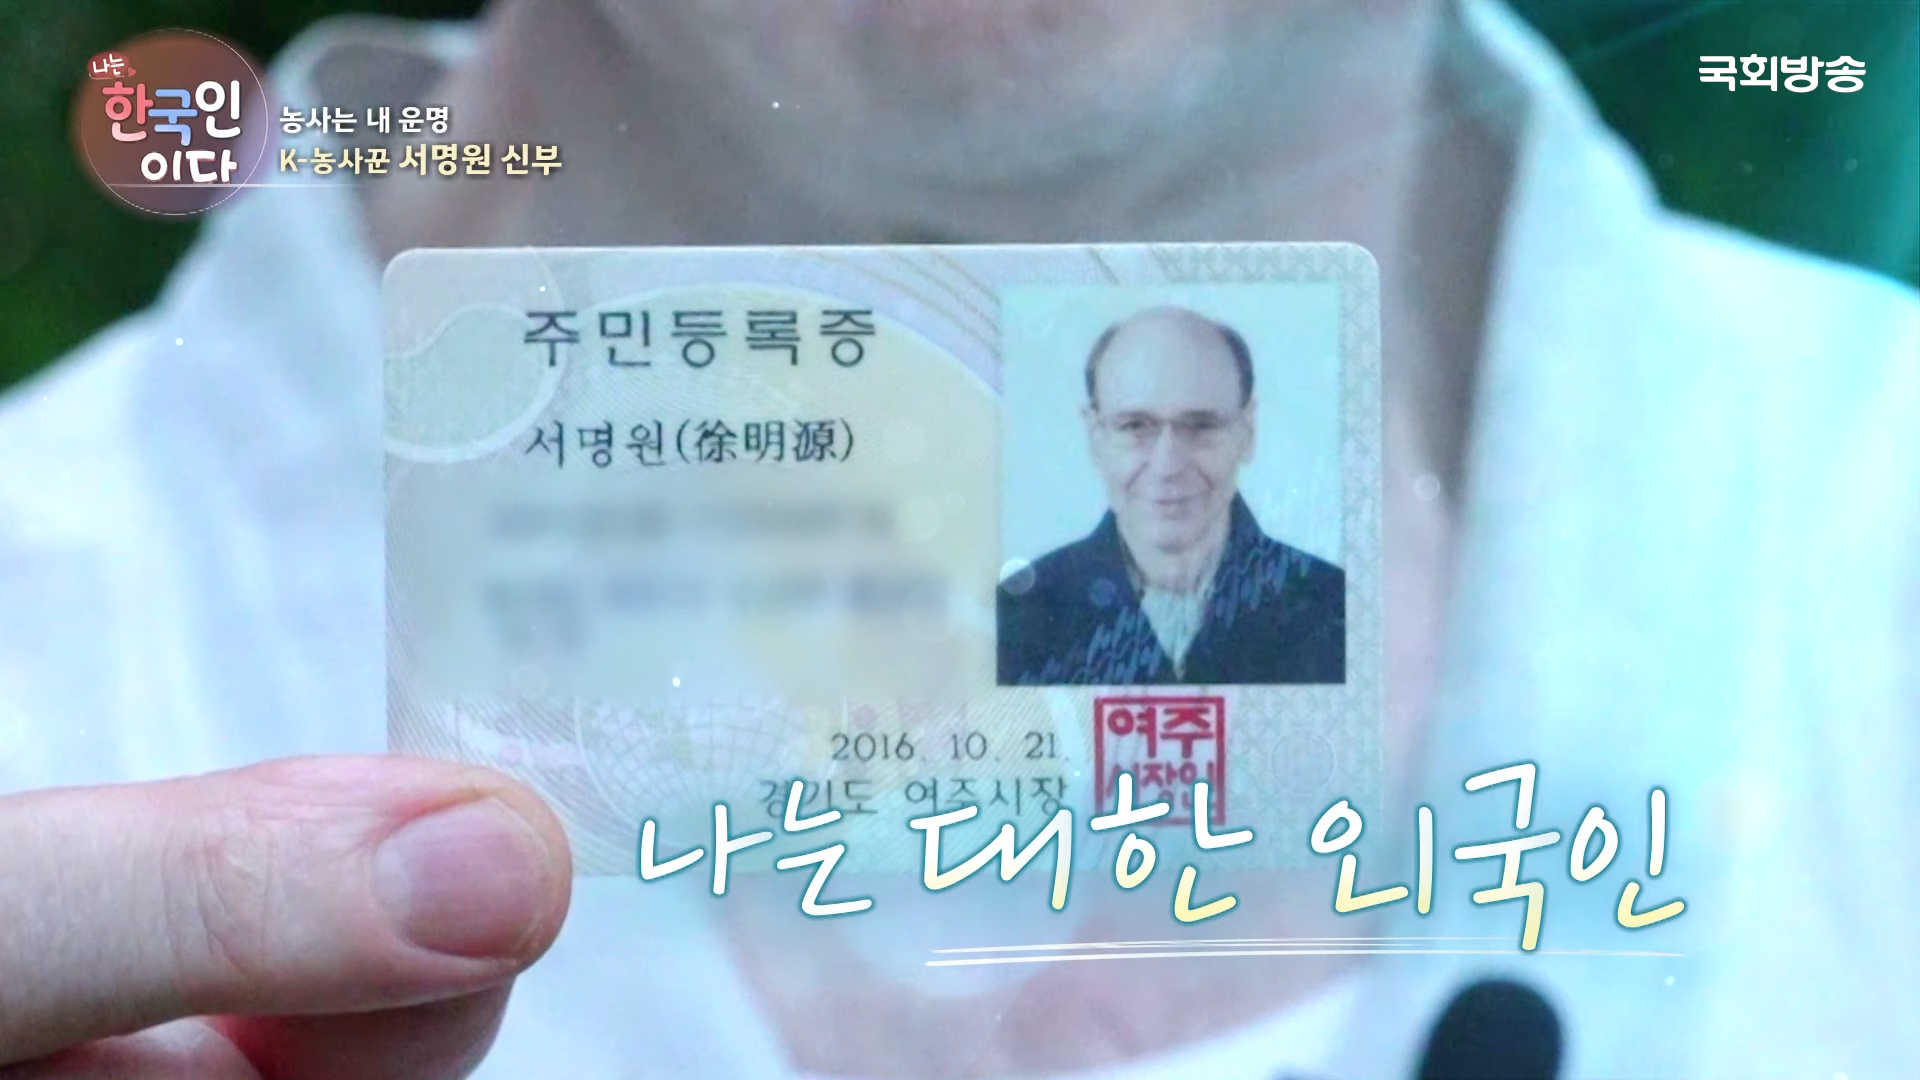 나는
한국인
이다
농사는 내 운명
K-농사꾼 서명원 신부
국회방송
주민등록증
서명원(徐明源)
2016. 10. 21.
경기도 여주시장
여주
시장인
나는 대한 외국인